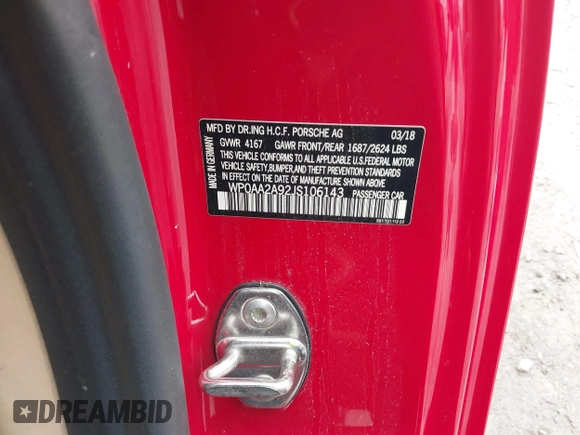 MFD BY DR.ING H.C.F. PORSCHE AG 03/18
GVWR 4167 GAWR FRONT/REAR 1687/2624 LBS
THIS VEHICLE CONFORMS TO ALL APPLICABLE U.S.FEDERAL MOTOR
VEHICLE SAFETY,BUMPER,AND THEFT PREVENTION STANDARDS
IN EFFECT ON THE DATE OF MANUFACTURE SHOWN ABOVE
WP0AA2A92JS106143 PASSENGER CAR
MADE IN GERMANY
DREAMBID